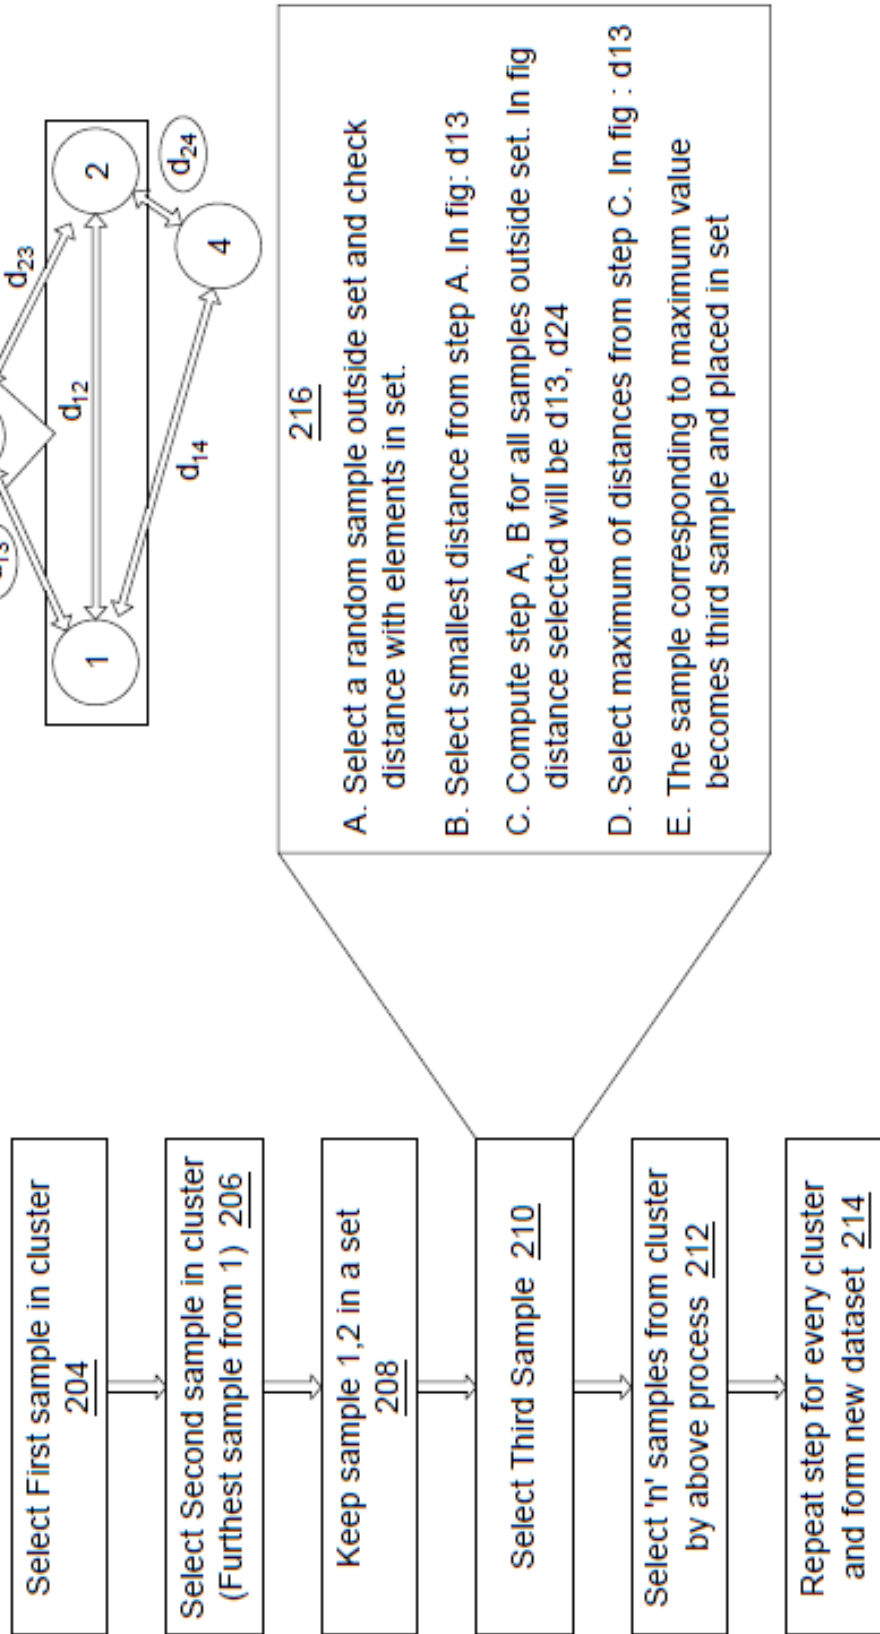 Select First sample in cluster
204
Select Second sample in cluster
(Furthest sample from 1) 206
Keep sample 1,2 in a set
208
Select Third Sample 210
Select 'n' samples from cluster
by above process 212
Repeat step for every cluster
and form new dataset 214
d23
d12
1
2
d24
d14
4
216
A. Select a random sample outside set and check
distance with elements in set.
B. Select smallest distance from step A. In fig: d13
C. Compute step A, B for all samples outside set. In fig
distance selected will be d13, d24
D. Select maximum of distances from step C. In fig : d13
E. The sample corresponding to maximum value
becomes third sample and placed in set